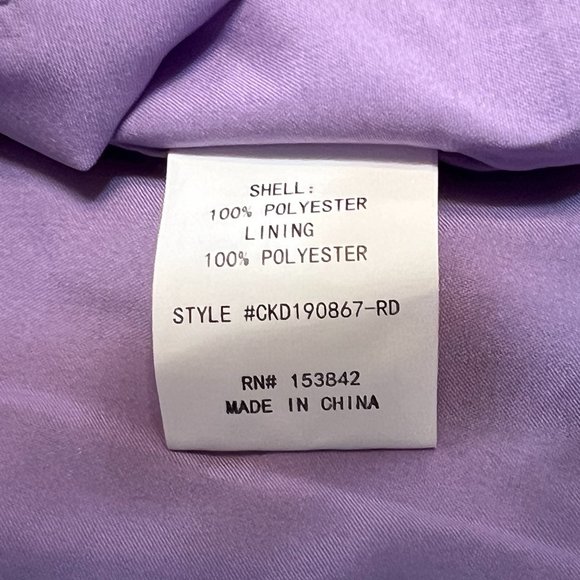 SHELL:
100% POLYESTER
LINING
100% POLYESTER
STYLE #CKD190867-RD
RN# 153842
MADE IN CHINA